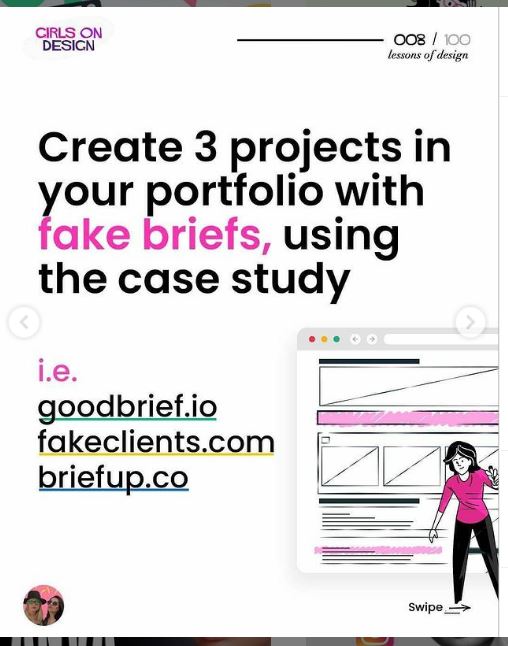 GIRLS ON
DESIGN
008 / 100
lessons of design
Create 3 projects in
your portfolio with
fake briefs, using
the case study
i.e.
goodbrief.io
fakeclients.com
briefup.co
Swipe